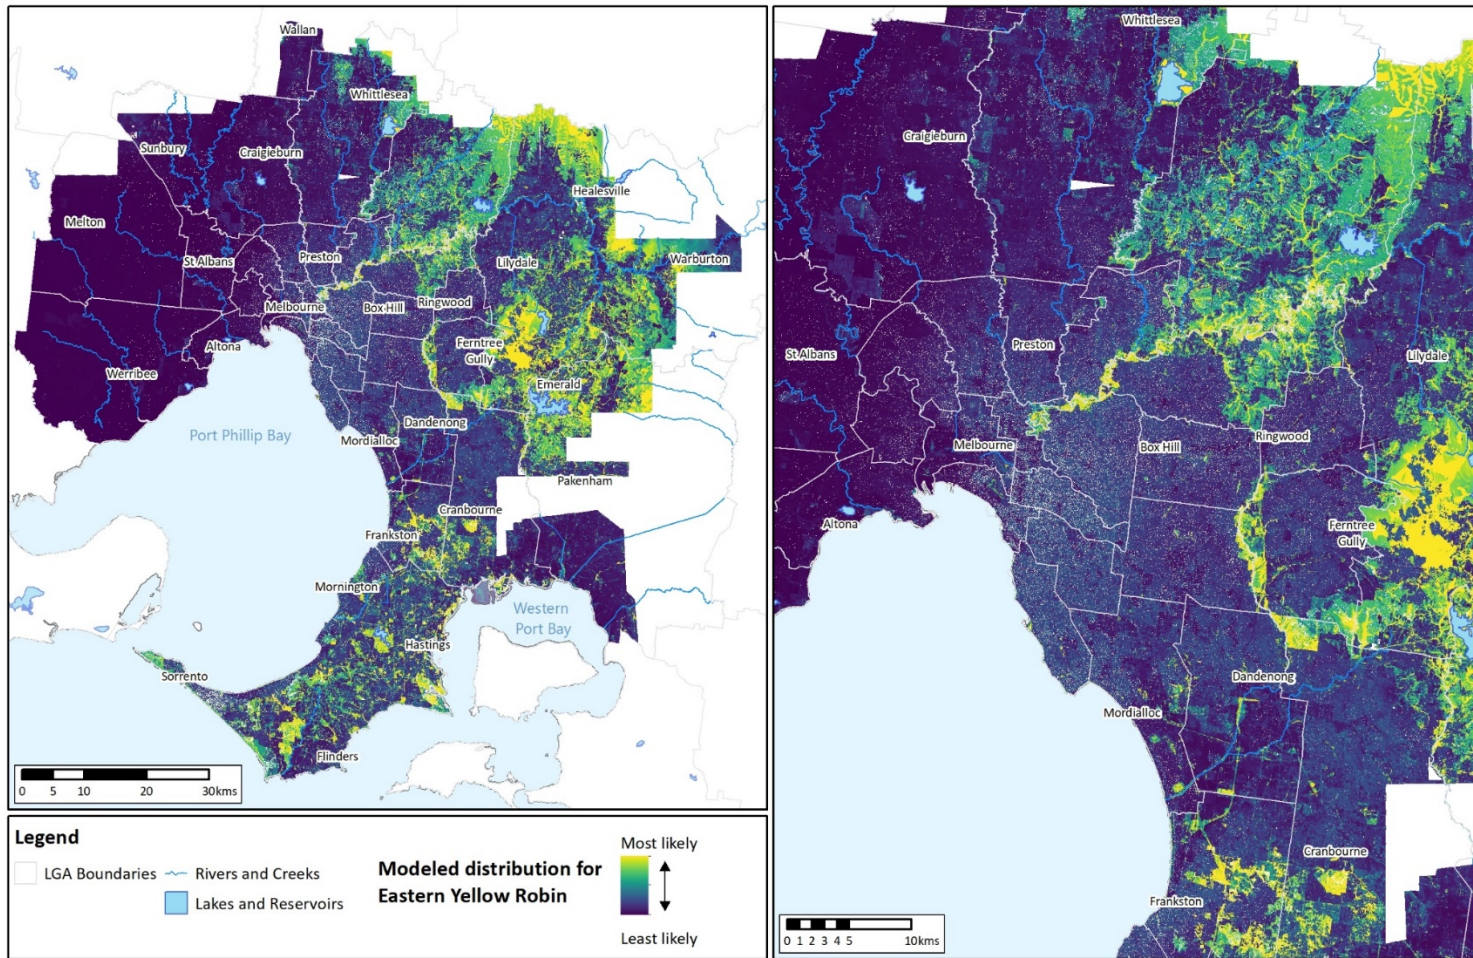 Wallan
Whittlesea
Sunbury
Craigieburn
Healesville
Melton
St Albans
Preston
Lilydale
Warburton
Melbourne
Box Hill
Ringwood
Altona
Ferntree
Gully
Werribee
Emerald
Dandenong
Port Phillip Bay
Mordialloc
Pakenham
Cranbourne
Frankston
Mornington
Western
Port Bay
Hastings
Sorrento
Flinders
0 5 10 20 30kms
Whittlesea
Craigieburn
St Albans
Preston
Lilydale
Melbourne
Box Hill
Ringwood
Altona
Ferntree
Gully
Dandenong
Mordialloc
Cranbourne
Frankston
0 1 2 3 4 5 10kms
Legend
LGA Boundaries
Rivers and Creeks
Lakes and Reservoirs
Modeled distribution for
Eastern Yellow Robin
Most likely
Least likely